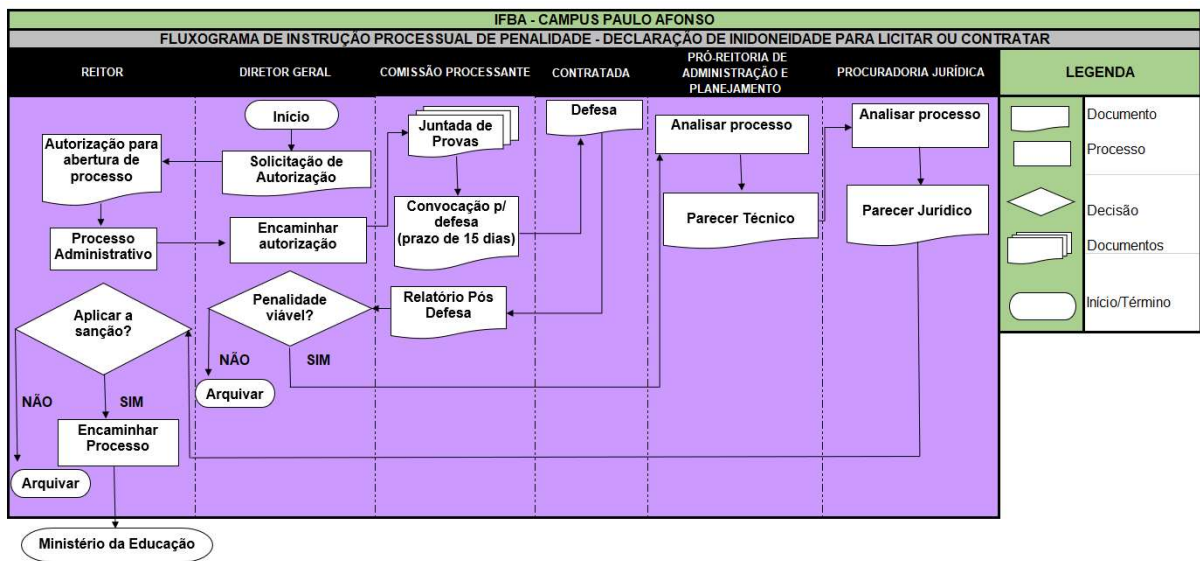 IFBA - CAMPUS PAULO AFONSO
FLUXOGRAMA DE INSTRUÇÃO PROCESSUAL DE PENALIDADE - DECLARAÇÃO DE INIDONEIDADE PARA LICITAR OU CONTRATAR
REITOR
DIRETOR GERAL
COMISSÃO PROCESSANTE
CONTRATADA
PRÓ-REITORIA DE
ADMINISTRAÇÃO E
PLANEJAMENTO
PROCURADORIA JURÍDICA
LEGENDA
Início
Solicitação de
Autorização
Autorização para
abertura de
processo
Processo
Administrativo
Encaminhar
autorização
Juntada de
Provas
Convocação p/
defesa
(prazo de 15 dias)
Defesa
Relatório Pós
Defesa
Penalidade
viável?
NÃO
SIM
Arquivar
Analisar processo
Parecer Técnico
Analisar processo
Parecer Jurídico
Aplicar a
sanção?
NÃO
SIM
Encaminhar
Processo
Arquivar
Ministério da Educação
Documento
Processo
Decisão
Documentos
Início/Término